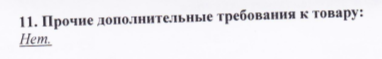 11. Прочие дополнительные требования к товару:
Нет.